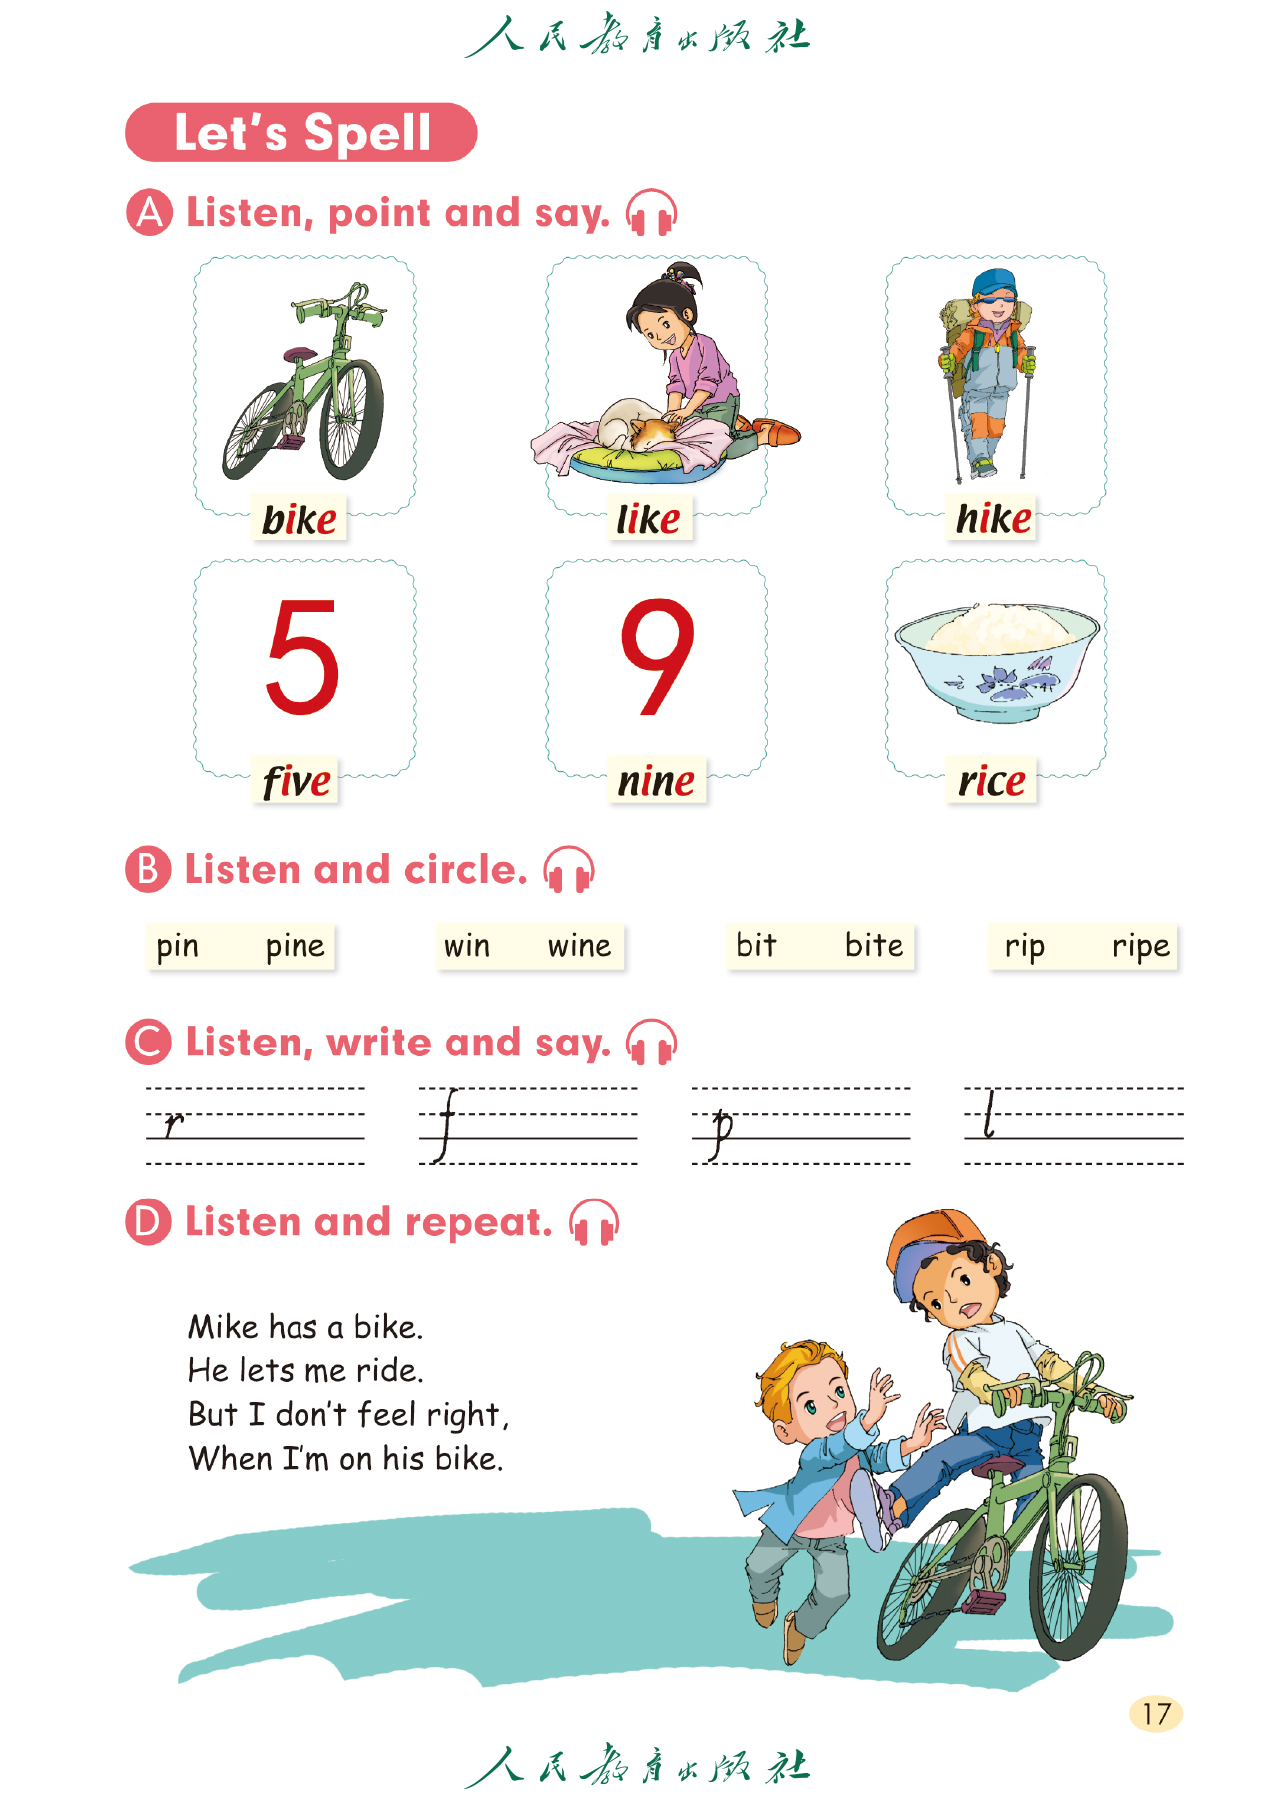 人民教育出版社
Let's Spell
A Listen, point and say.
bike like hike
5 9
five nine rice
B Listen and circle.
pin pine win wine bit bite rip ripe
C Listen, write and say.
r f p l
D Listen and repeat.
Mike has a bike.
He lets me ride.
But I don't feel right,
When I'm on his bike.
17
人民教育出版社